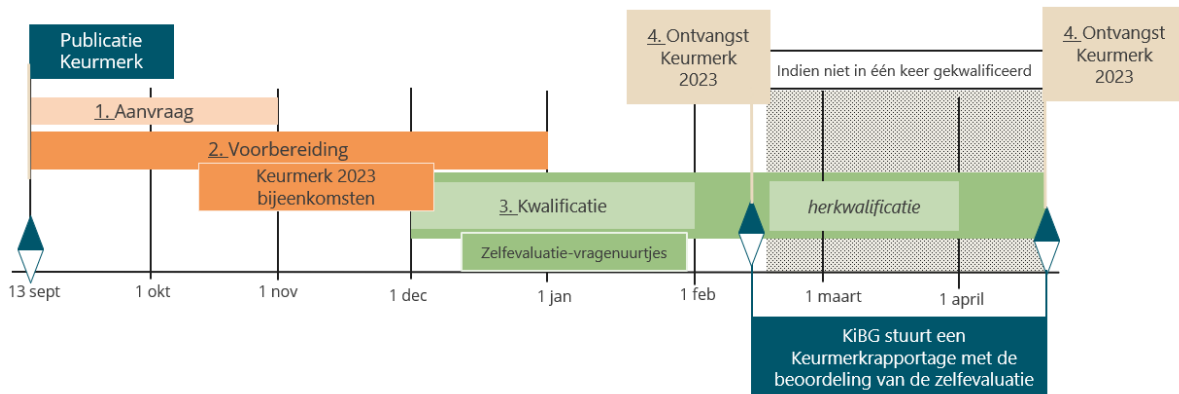 Publicatie
Keurmerk
4. Ontvangst
Keurmerk
2023
4. Ontvangst
Keurmerk
2023
Indien niet in één keer gekwalificeerd
1. Aanvraag
2. Voorbereiding
Keurmerk 2023
bijeenkomsten
3. Kwalificatie
herkwalificatie
Zelfevaluatie-vragenuurtjes
13 sept
1 okt
1 nov
1 dec
1 jan
1 feb
1 maart
1 april
KiBG stuurt een
Keurmerkrapportage met de
beoordeling van de zelfevaluatie